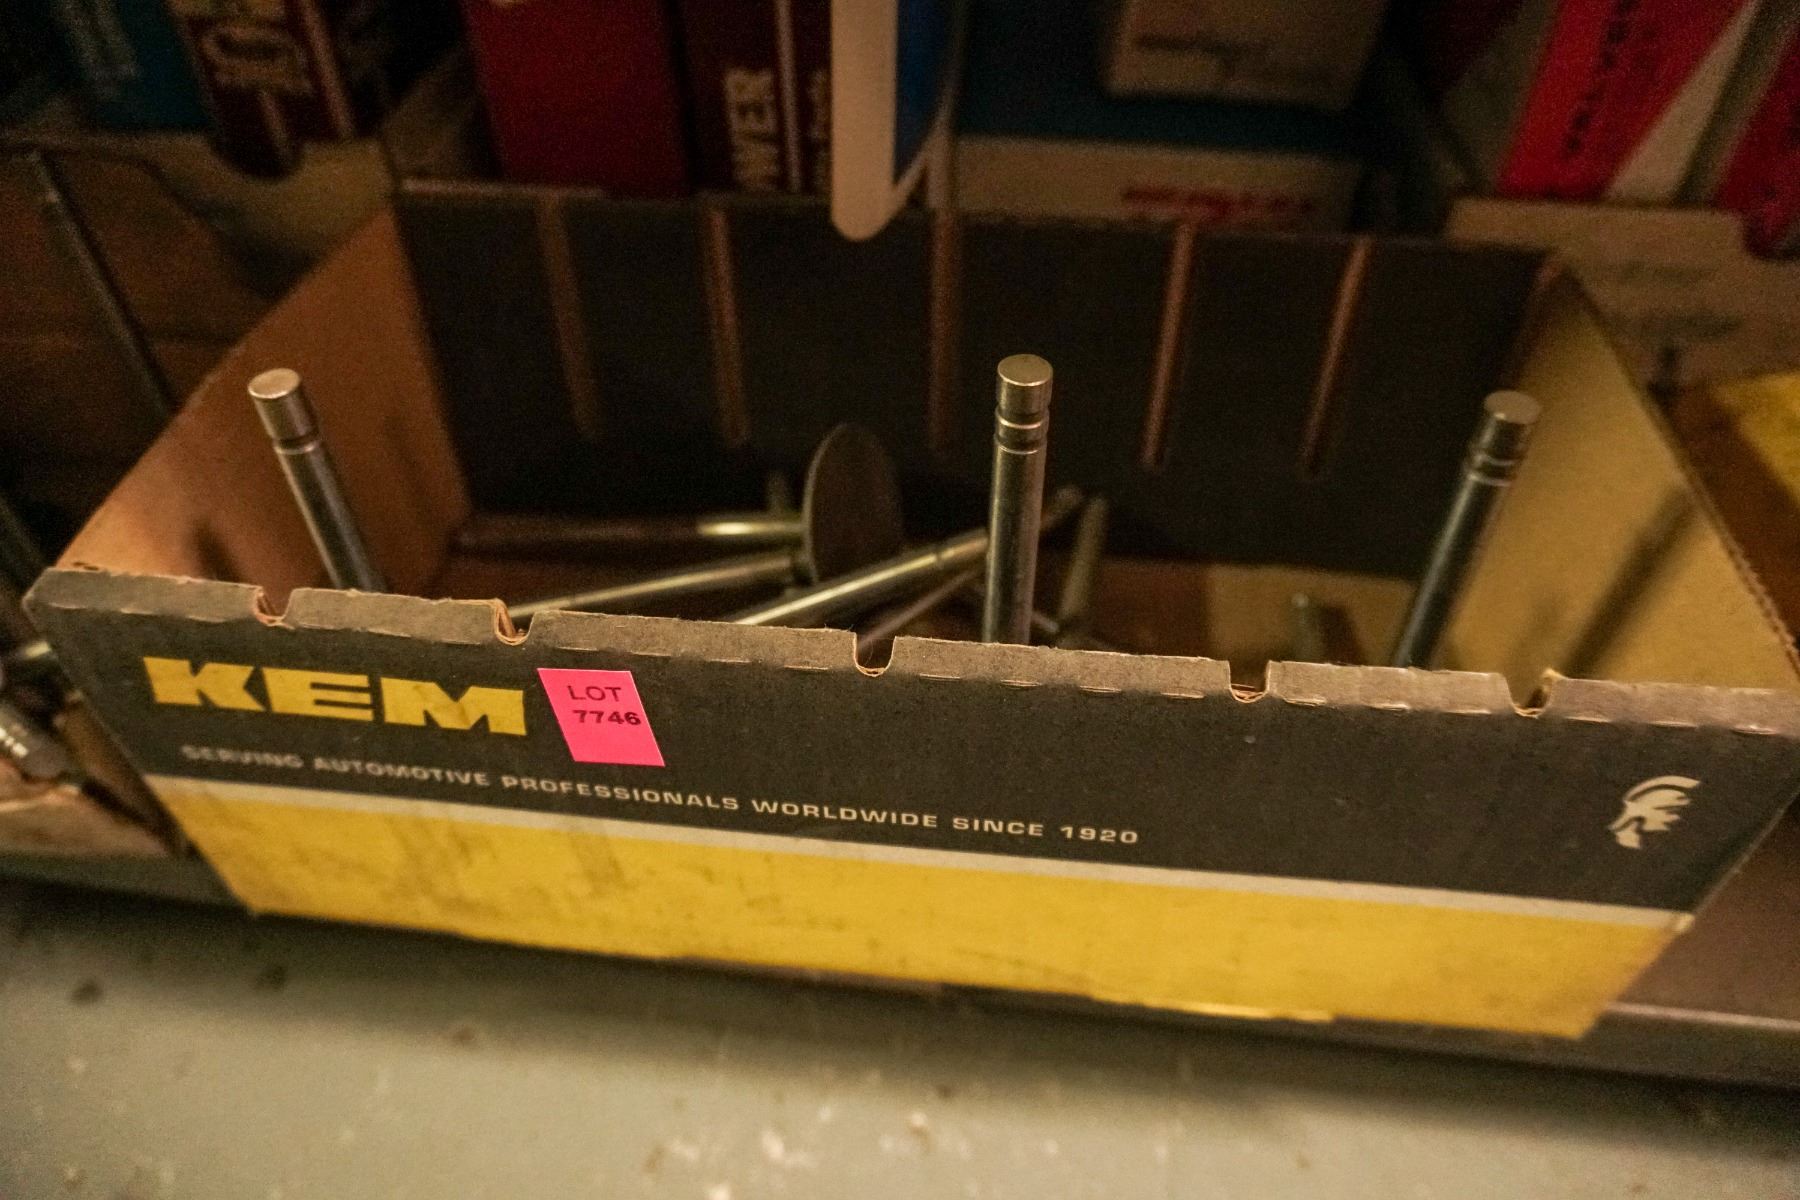 KEM
LOT
7746
SERVING AUTOMOTIVE PROFESSIONALS WORLDWIDE SINCE 1920